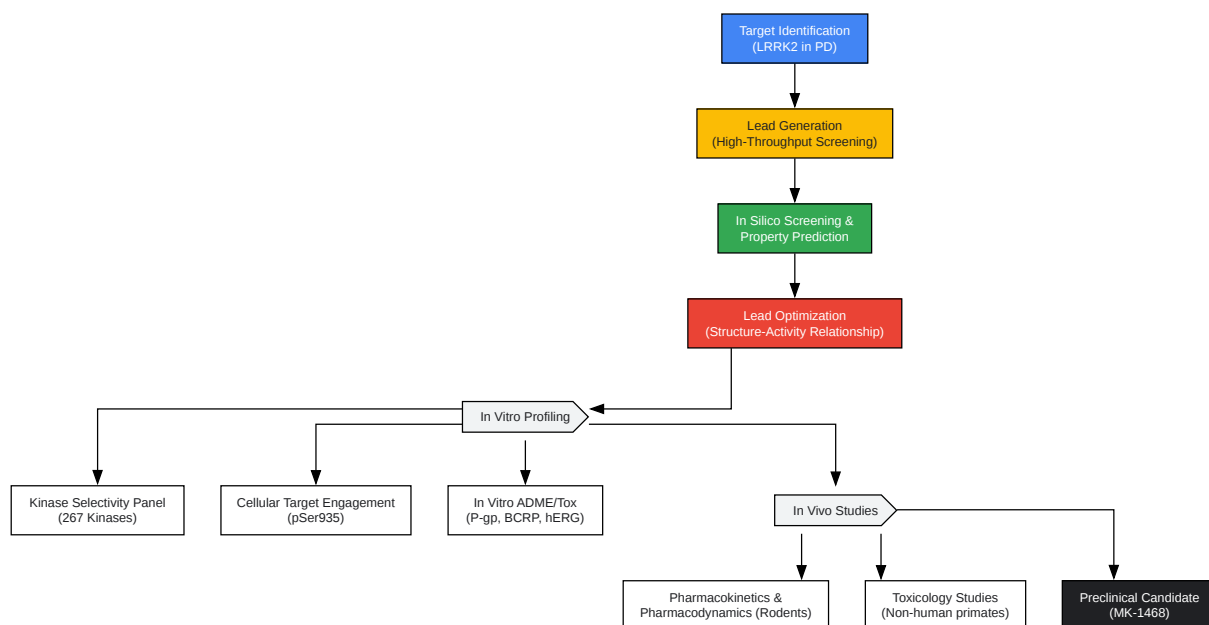 Target Identification
(LRRK2 in PD)
Lead Generation
(High-Throughput Screening)
In Silico Screening &
Property Prediction
Lead Optimization
(Structure-Activity Relationship)
In Vitro Profiling
Kinase Selectivity Panel
(267 Kinases)
Cellular Target Engagement
(pSer935)
In Vitro ADME/Tox
(P-gp, BCRP, hERG)
In Vivo Studies
Pharmacokinetics &
Pharmacodynamics (Rodents)
Toxicology Studies
(Non-human primates)
Preclinical Candidate
(MK-1468)